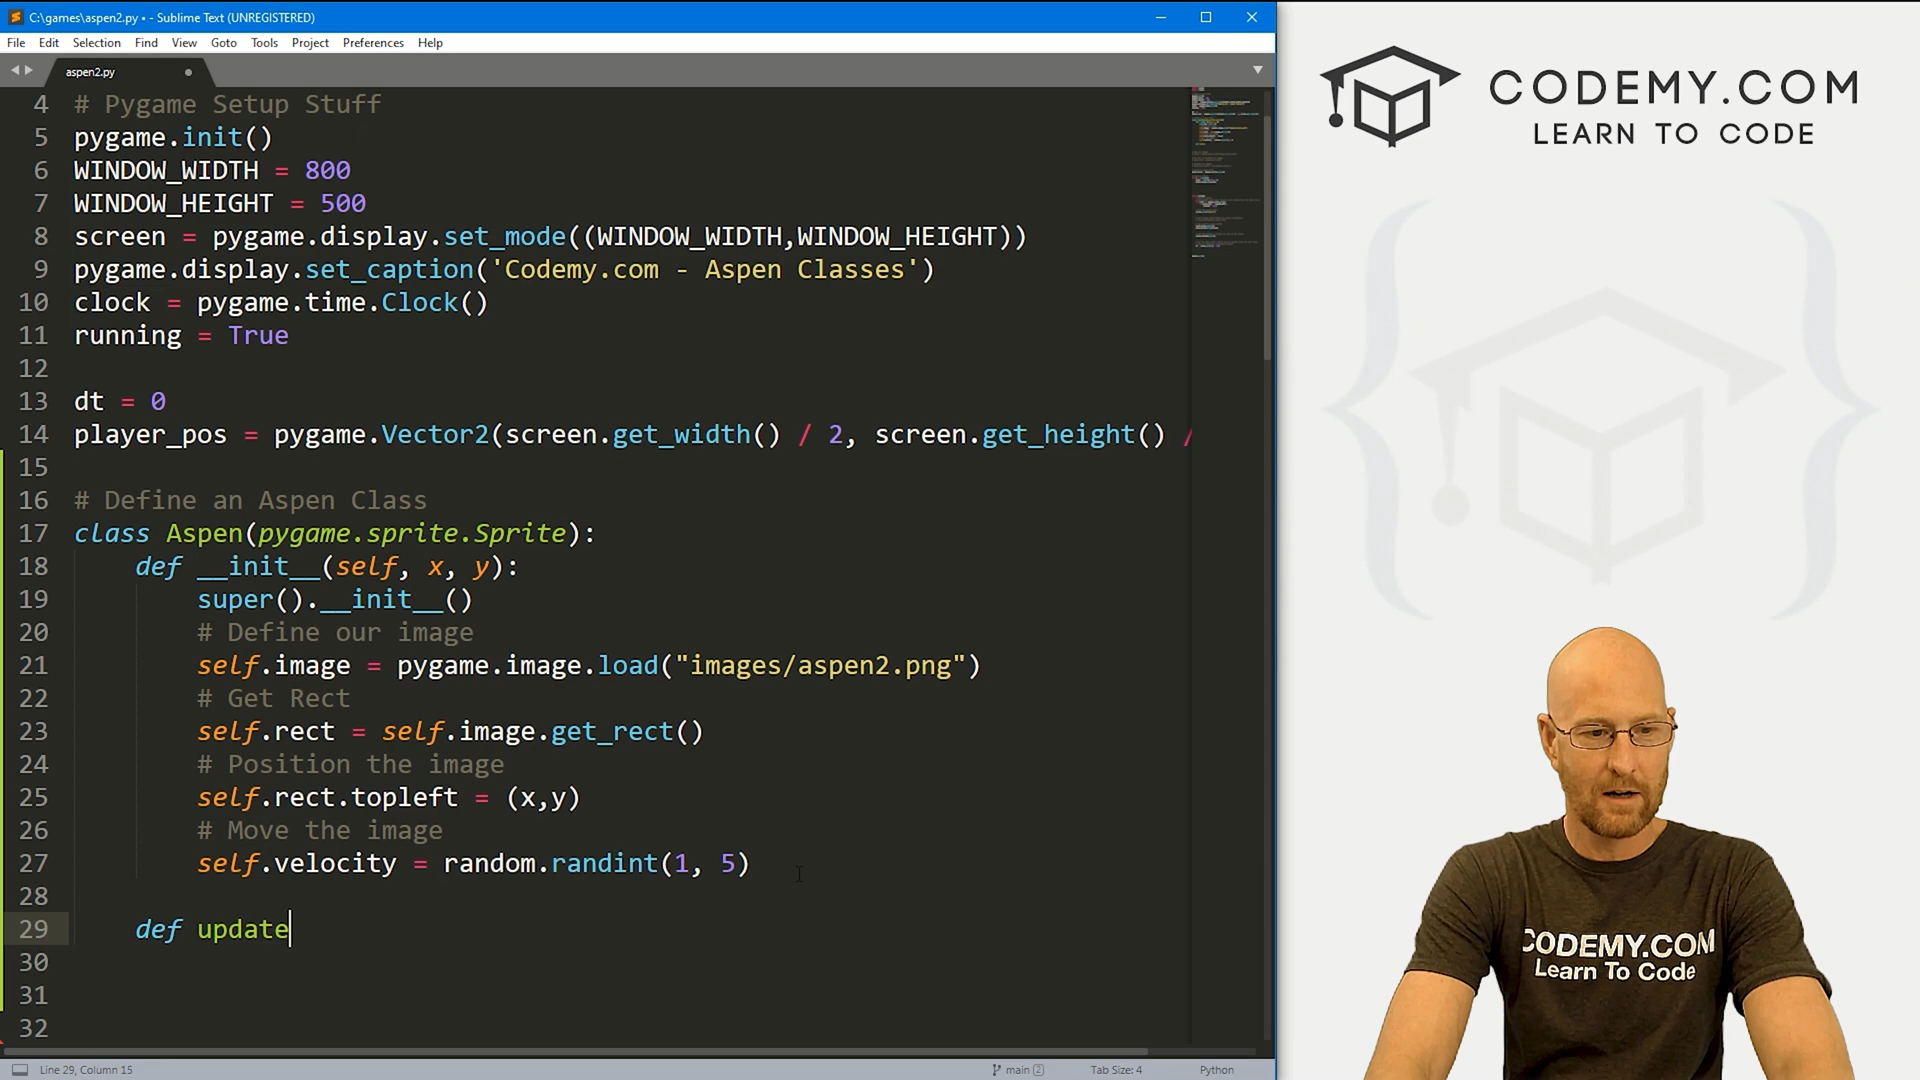 C:\games\aspen2.py • - Sublime Text (UNREGISTERED)
File Edit Selection Find View Goto Tools Project Preferences Help
aspen2.py
4 # Pygame Setup Stuff
5 pygame.init()
6 WINDOW_WIDTH = 800
7 WINDOW_HEIGHT = 500
8 screen = pygame.display.set_mode((WINDOW_WIDTH,WINDOW_HEIGHT))
9 pygame.display.set_caption('Codemy.com - Aspen Classes')
10 clock = pygame.time.Clock()
11 running = True
12
13 dt = 0
14 player_pos = pygame.Vector2(screen.get_width() / 2, screen.get_height() /
15
16 # Define an Aspen Class
17 class Aspen(pygame.sprite.Sprite):
18 def __init__(self, x, y):
19 super().__init__()
20 # Define our image
21 self.image = pygame.image.load("images/aspen2.png")
22 # Get Rect
23 self.rect = self.image.get_rect()
24 # Position the image
25 self.rect.topleft = (x,y)
26 # Move the image
27 self.velocity = random.randint(1, 5)
28
29 def update
30
31
32
Line 29, Column 15
main 2
Tab Size: 4
Python
CODEMY.COM
LEARN TO CODE
CODEMY.COM
Learn To Code